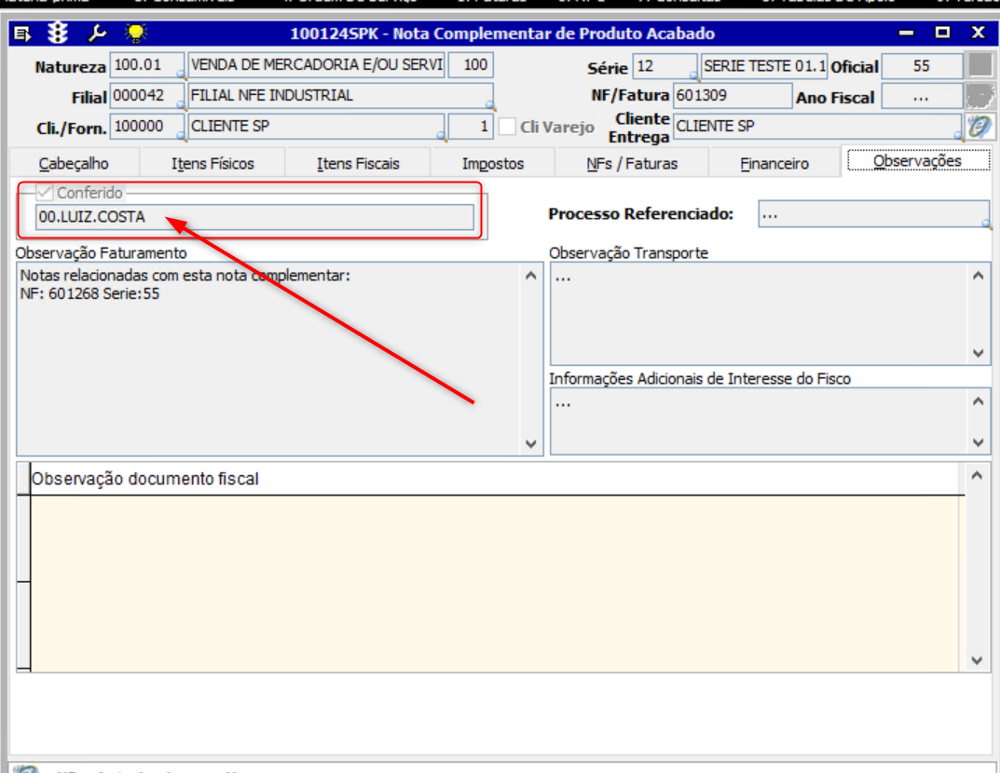 100124SPK - Nota Complementar de Produto Acabado
Natureza 100.01 VENDA DE MERCADORIA E/OU SERVI 100 Série 12 SERIE TESTE 01.1 Oficial 55
Filial 000042 FILIAL NFE INDUSTRIAL NF/Fatura 601309 Ano Fiscal ...
Cli./Forn. 100000 CLIENTE SP 1 Cli Varejo Cliente Entrega CLIENTE SP
Cabeçalho Itens Físicos Itens Fiscais Impostos NFs / Faturas Financeiro Observações
Conferido
00.LUIZ.COSTA
Processo Referenciado: ...
Observação Faturamento
Notas relacionadas com esta nota complementar:
NF: 601268 Serie:55
Observação Transporte
...
Informações Adicionais de Interesse do Fisco
...
Observação documento fiscal